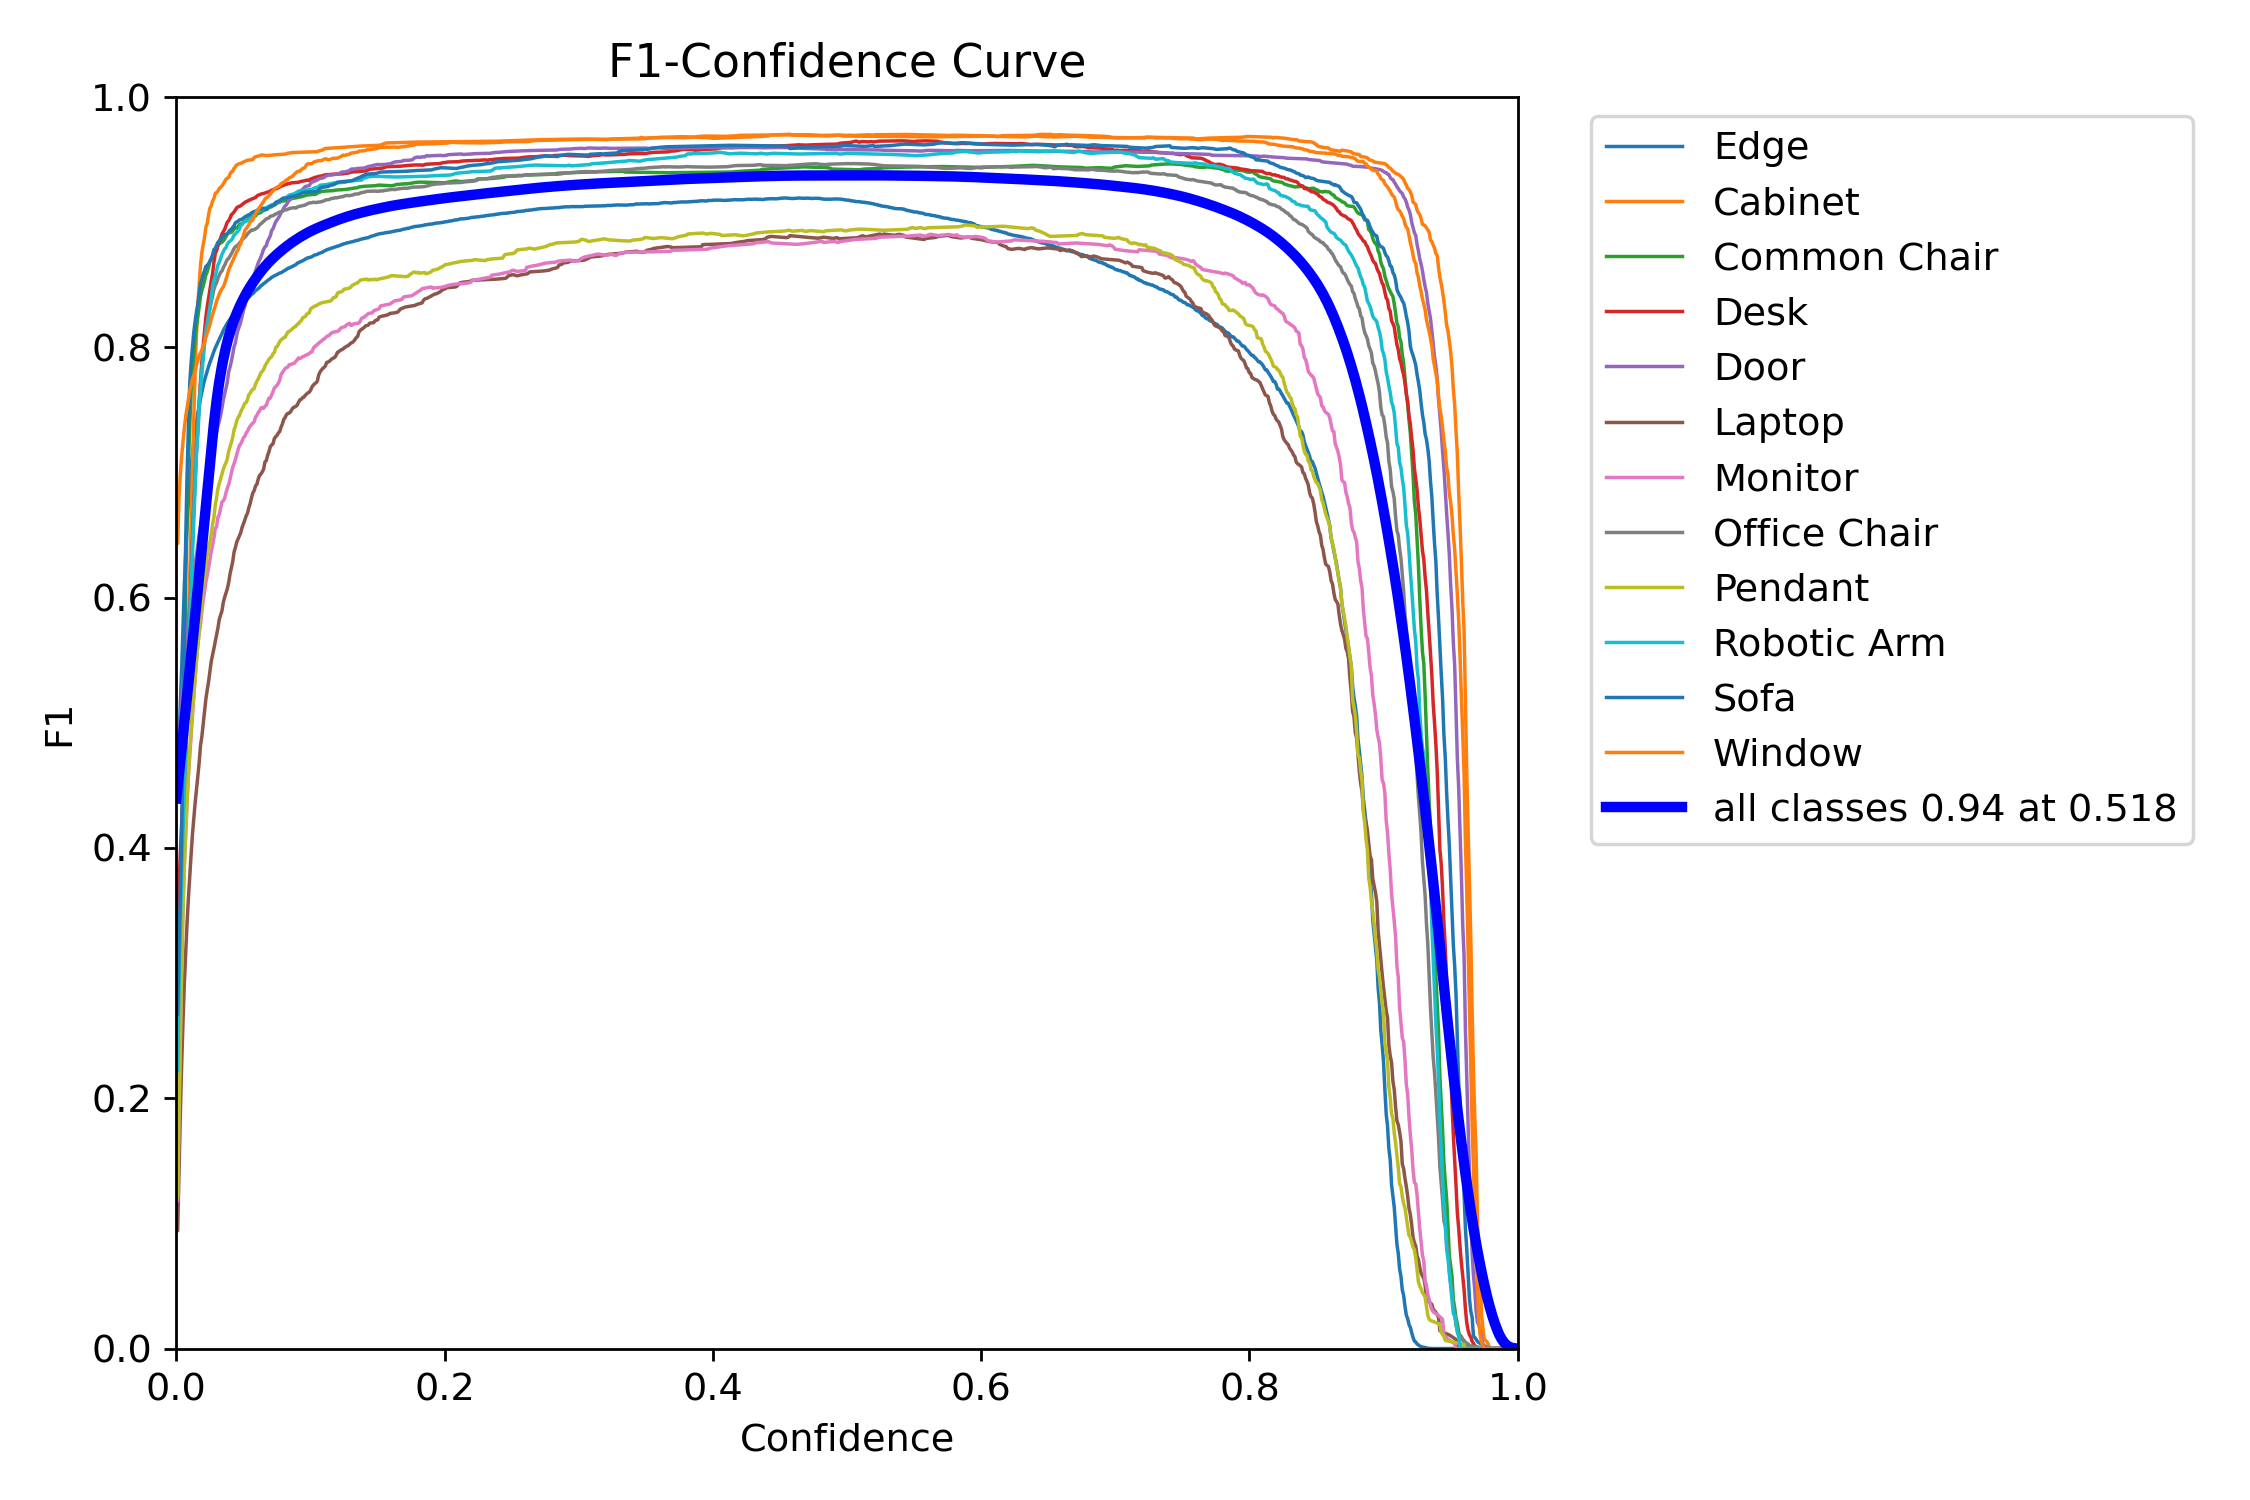 F1-Confidence Curve
1.0
0.8
0.6
0.4
0.2
0.0
F1
0.0 0.2 0.4 0.6 0.8 1.0
Confidence
Edge
Cabinet
Common Chair
Desk
Door
Laptop
Monitor
Office Chair
Pendant
Robotic Arm
Sofa
Window
all classes 0.94 at 0.518